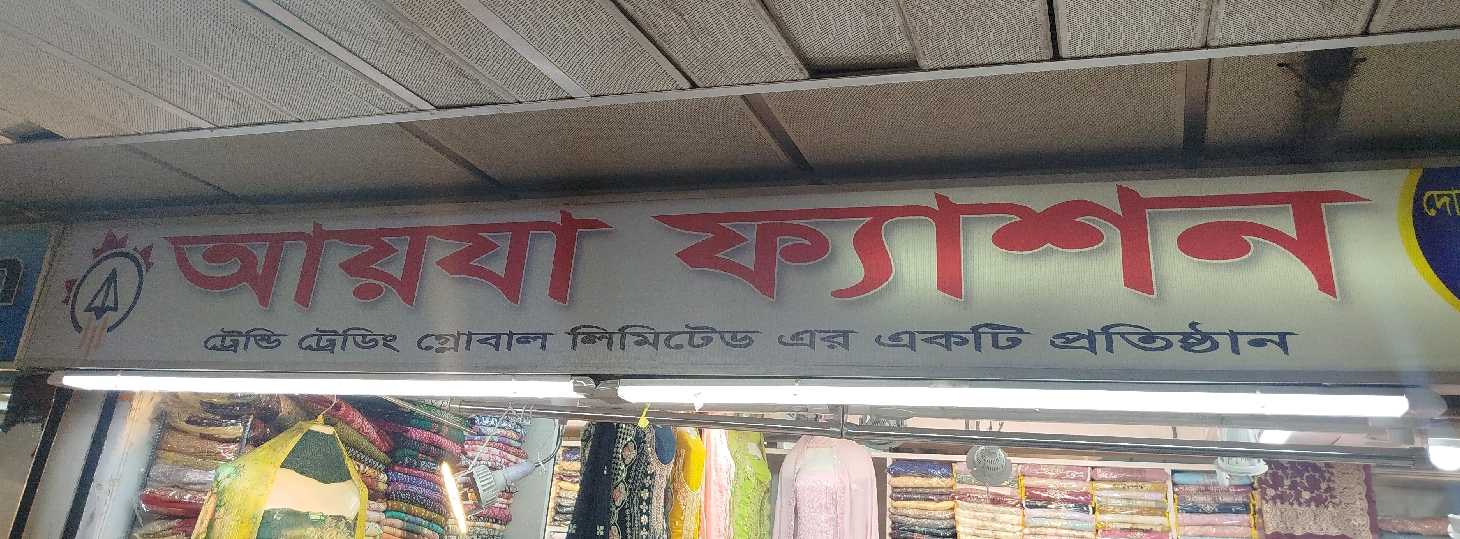 আয়যা ফ্যাশন
ট্রেন্ডি ট্রেডিং গ্লোবাল লিমিটেড এর একটি প্রতিষ্ঠান
দো